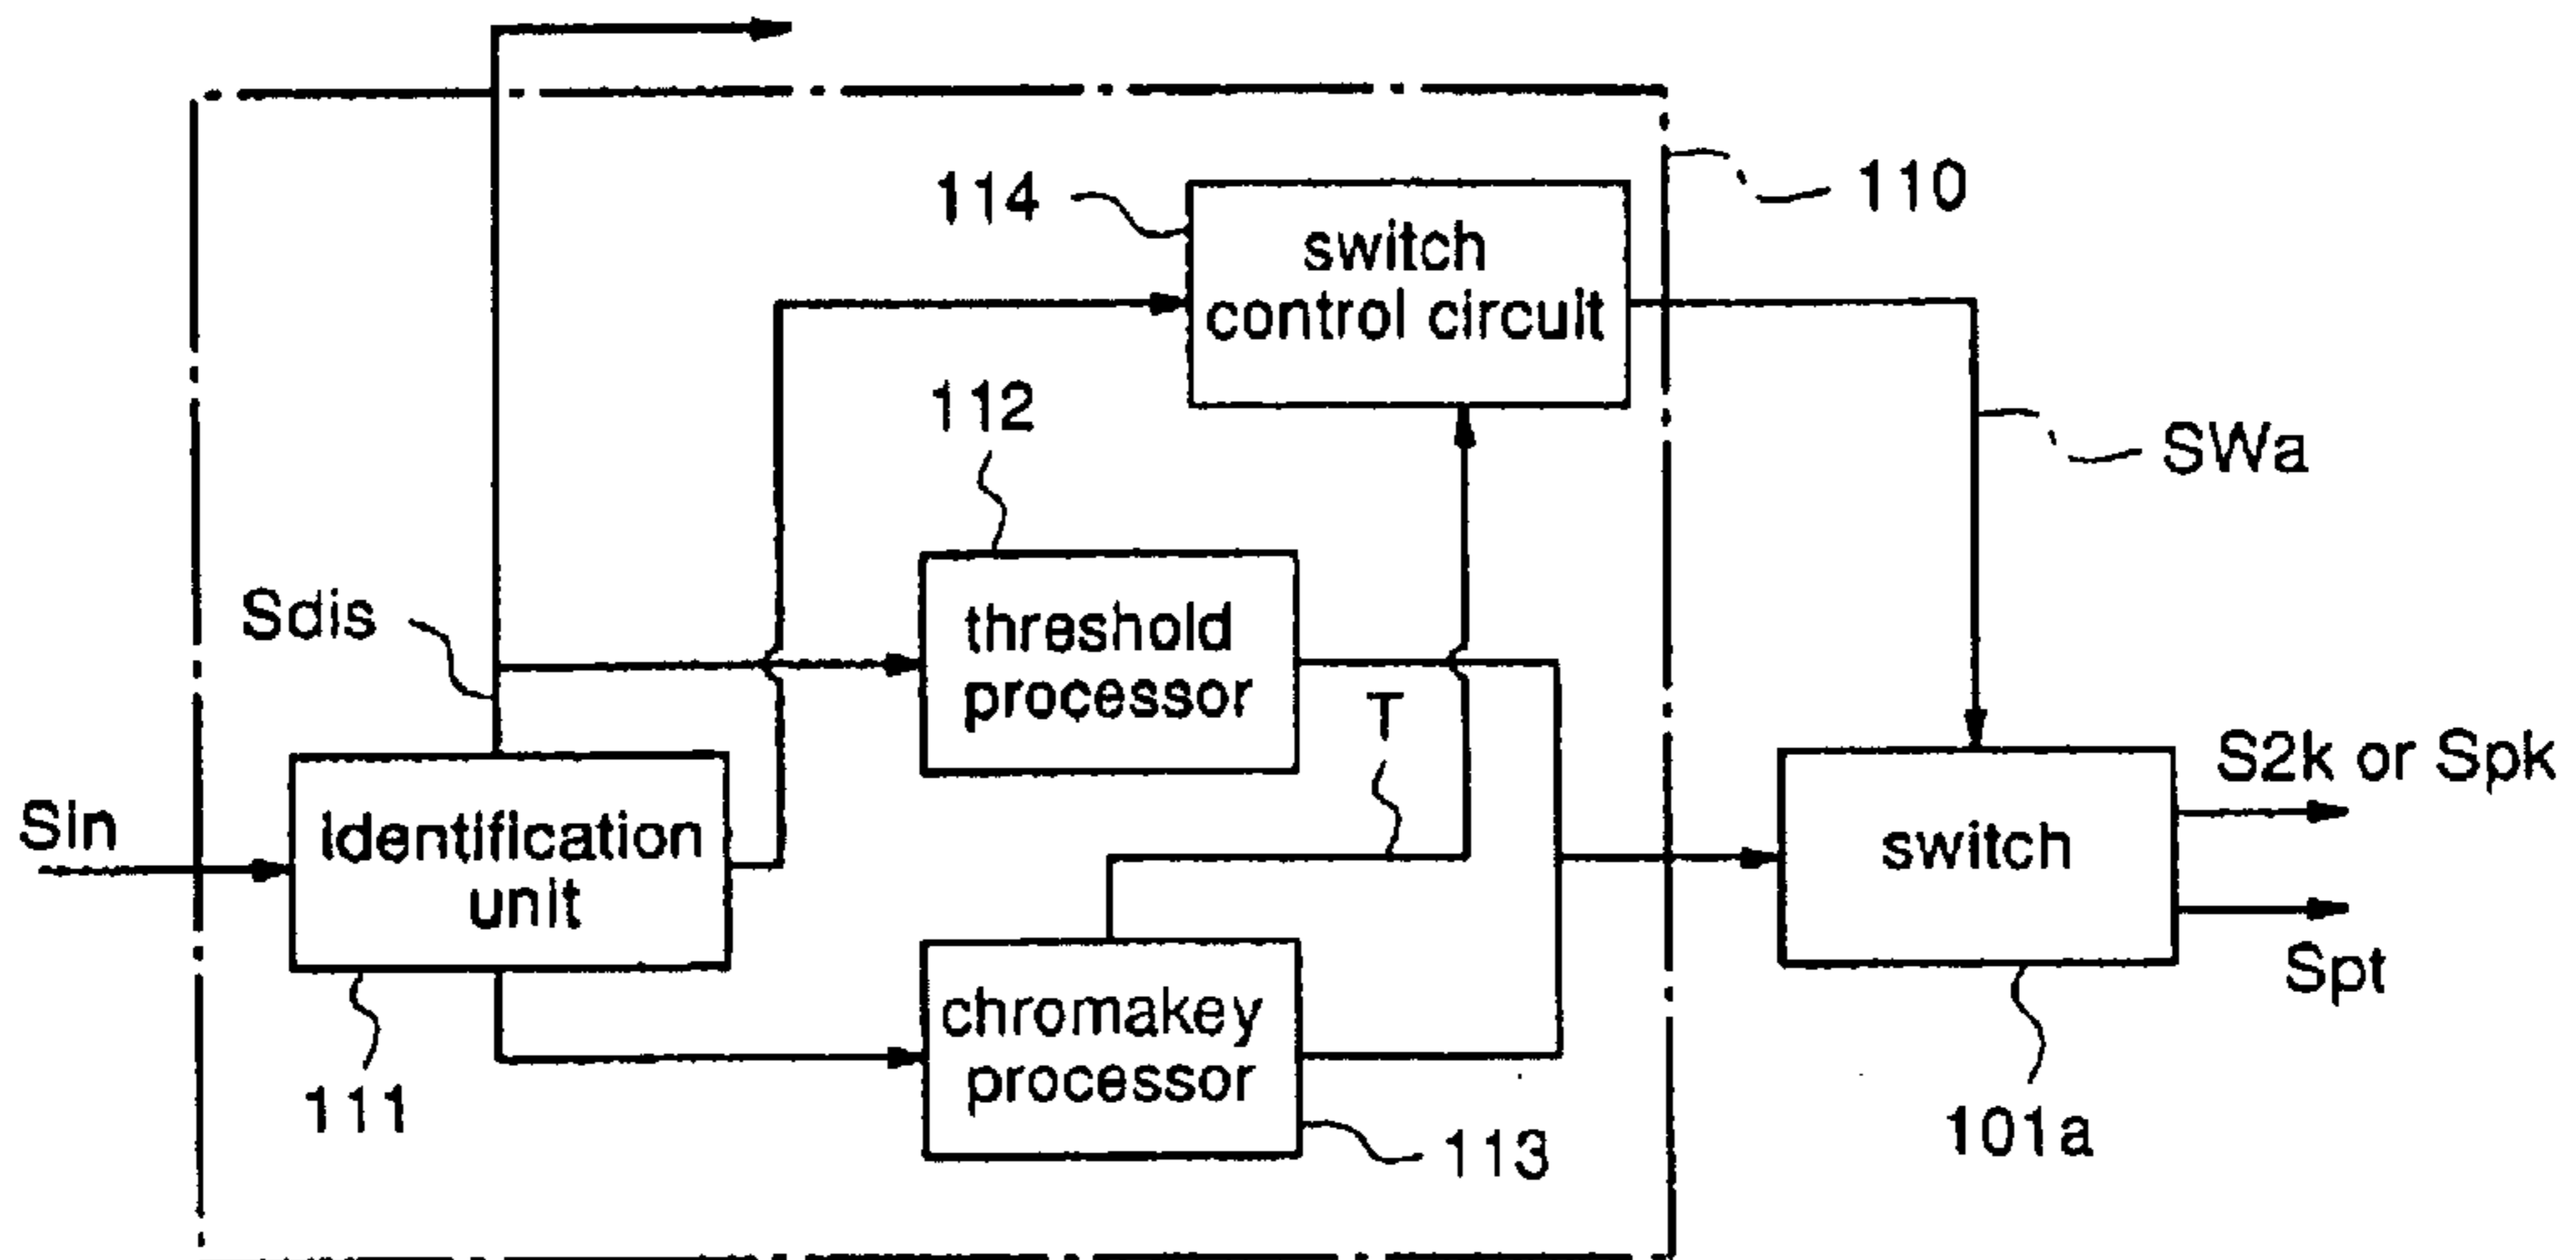 110
114
switch
control circuit
112
SWa
Sdis
threshold
processor
T
S2k or Spk
Sin
identification
unit
switch
Spt
chromakey
processor
111
113
101a